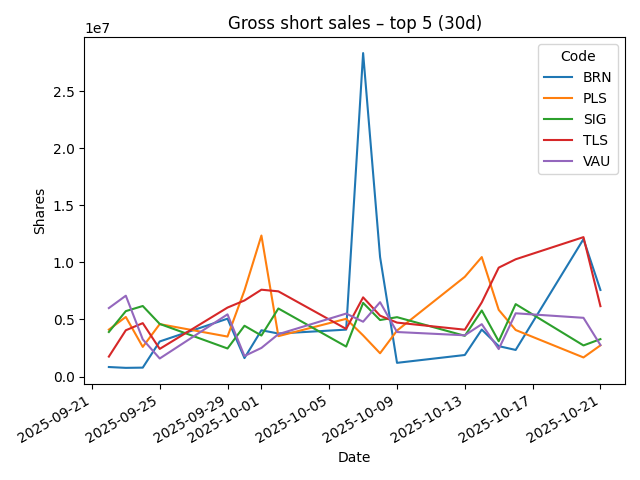 Gross short sales – top 5 (30d)
1e7
Code
BRN
PLS
SIG
TLS
VAU
Shares
2.5
2.0
1.5
1.0
0.5
0.0
2025-09-21
2025-09-25
2025-09-29
2025-10-01
2025-10-05
2025-10-09
2025-10-13
2025-10-17
2025-10-21
Date